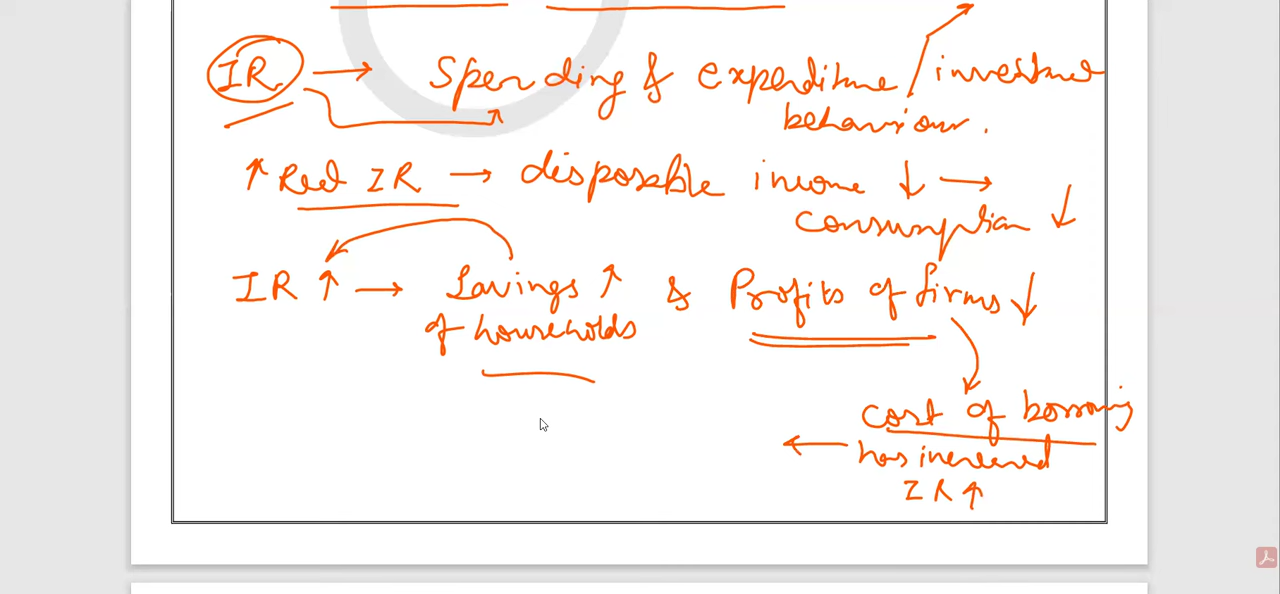 IR → Spending & expenditure / investment
behaviour.
↑ Real IR → disposable income ↓ →
consumption ↓
IR ↑ → Savings ↑ & Profits of firms ↓
of households
cost of borrowing
← has increased
IR ↑